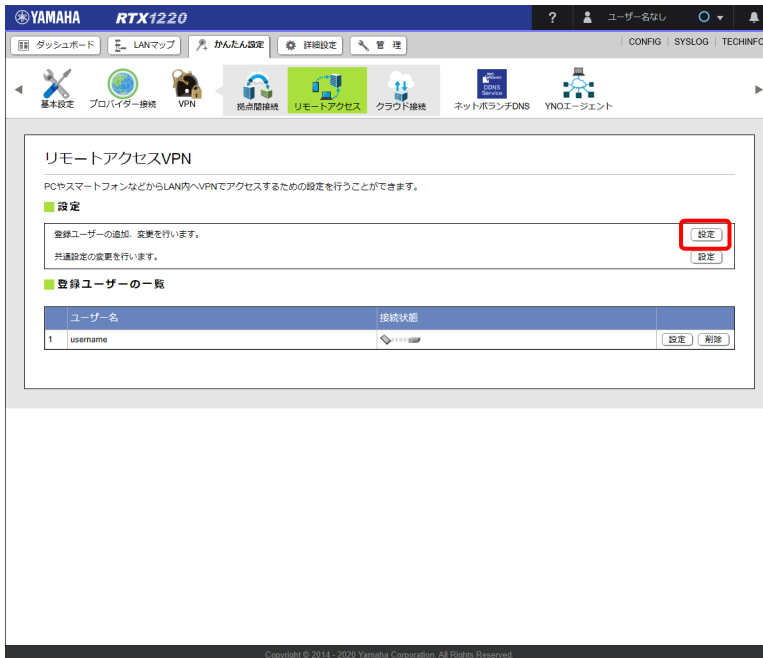 YAMAHA RTX1220 ? ユーザー名なし
ダッシュボード LANマップ かんたん設定 詳細設定 管 理 CONFIG SYSLOG TECHINFO
基本設定 プロバイダー接続 VPN 拠点間接続 リモートアクセス クラウド接続 CDNS Service ネットボランチDNS YNOエージェント
リモートアクセスVPN
PCやスマートフォンなどからLAN内へVPNでアクセスするための設定を行うことができます。
設定
登録ユーザーの追加、変更を行います。 設定
共通設定の変更を行います。 設定
登録ユーザーの一覧
ユーザー名 接続状態
1 username 設定 削除
Copyright © 2014 - 2020 Yamaha Corporation. All Rights Reserved.